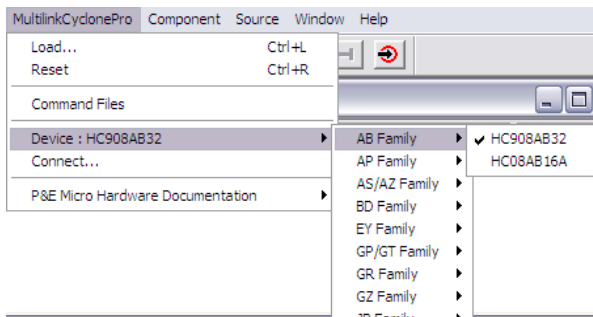 MultilinkCyclonePro Component Source Window Help
Load... Ctrl+L
Reset Ctrl+R
Command Files
Device : HC908AB32
Connect...
P&E Micro Hardware Documentation
AB Family
AP Family
AS/AZ Family
BD Family
EY Family
GP/GT Family
GR Family
GZ Family
HC908AB32
HC08AB16A